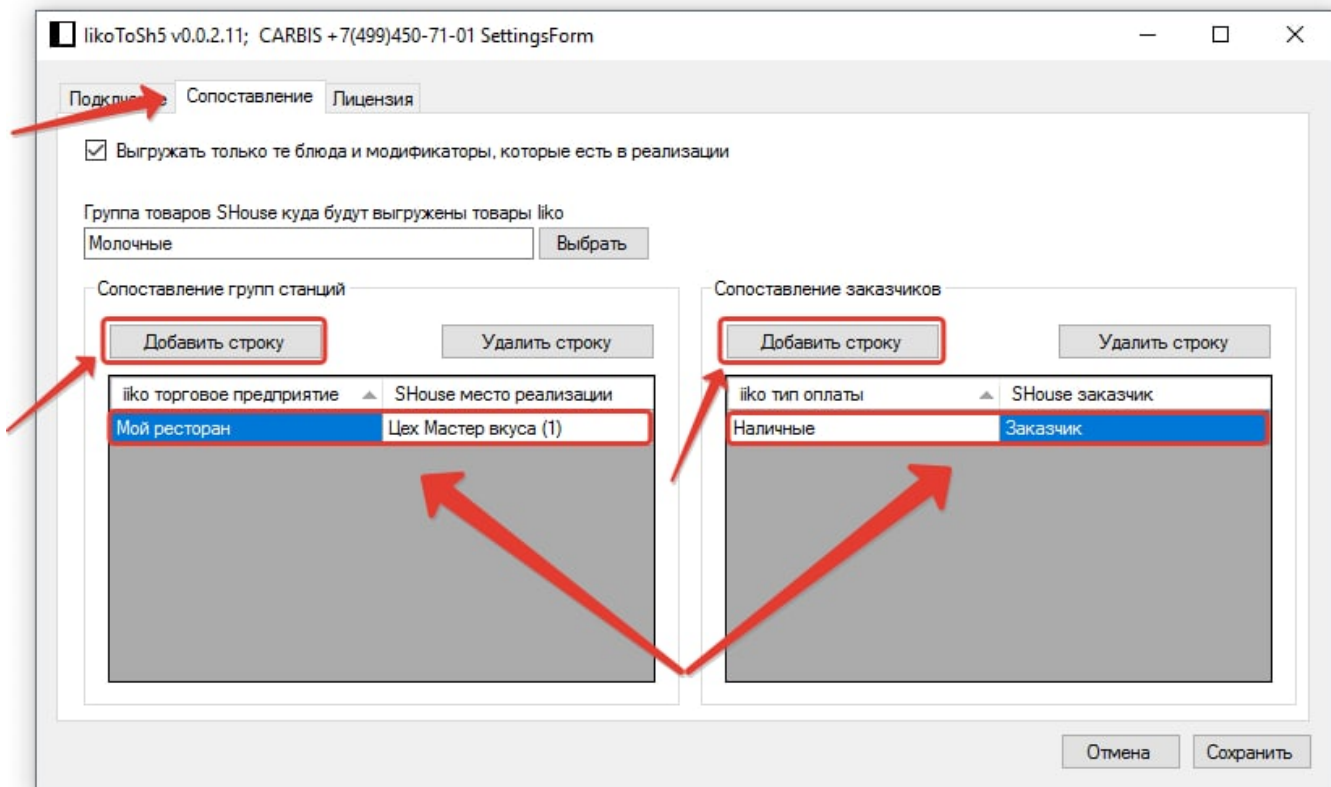 IikoToSh5 v0.0.2.11; CARBIS +7(499)450-71-01 SettingsForm
Сопоставление Лицензия
Выгружать только те блюда и модификаторы, которые есть в реализации
Группа товаров SHouse куда будут выгружены товары Iiko
Молочные Выбрать
Сопоставление групп станций Сопоставление заказчиков
Добавить строку Удалить строку Добавить строку Удалить строку
iiko торговое предприятие SHouse место реализации iiko тип оплаты SHouse заказчик
Мой ресторан Цех Мастер вкуса (1) Наличные Заказчик
Отмена Сохранить